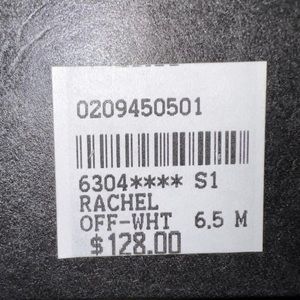 0209450501
6304**** S1
RACHEL
OFF-WHT 6.5 M
$128.00